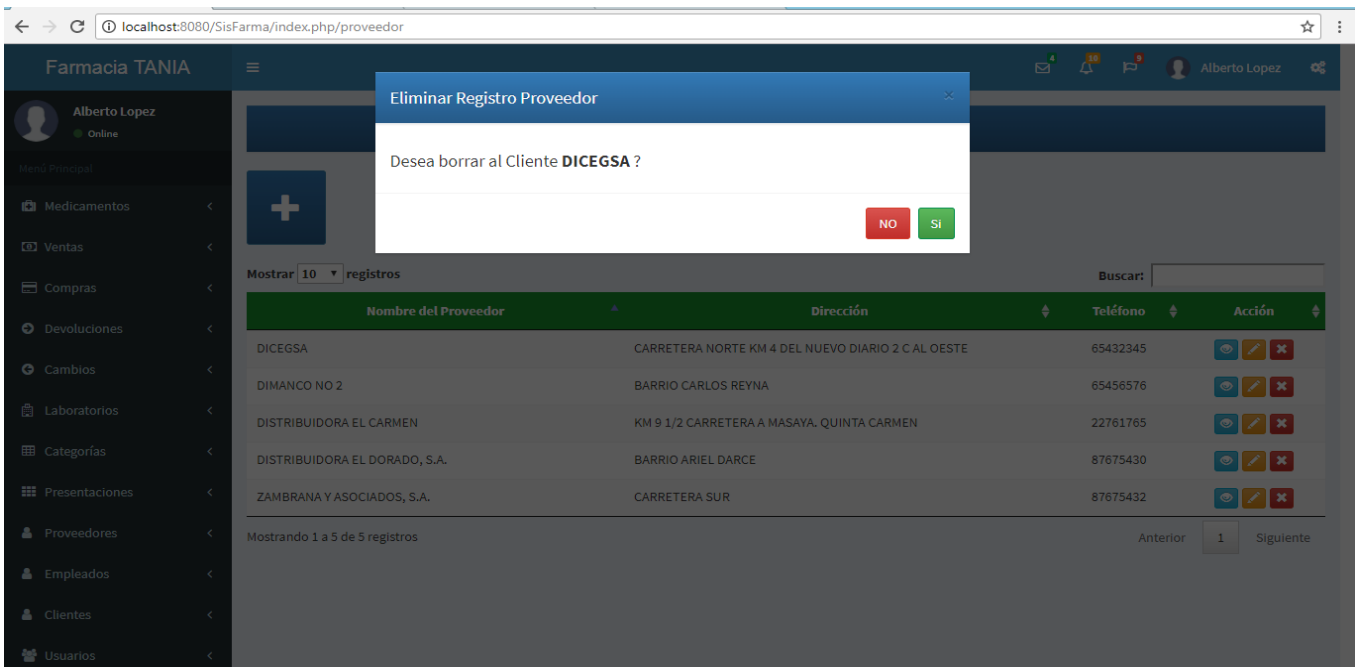 localhost:8080/SisFarma/index.php/proveedor
Farmacia TANIA
4
10
9
Alberto Lopez
Alberto Lopez
Online
Menú Principal
Medicamentos
Ventas
Compras
Devoluciones
Cambios
Laboratorios
Categorías
Presentaciones
Proveedores
Empleados
Clientes
Usuarios
Eliminar Registro Proveedor ×
Desea borrar al Cliente DICEGSA ?
NO Si
Mostrar 10 registros Buscar:
Nombre del Proveedor Dirección Teléfono Acción
DICEGSA CARRETERA NORTE KM 4 DEL NUEVO DIARIO 2 C AL OESTE 65432345
DIMANCO NO 2 BARRIO CARLOS REYNA 65456576
DISTRIBUIDORA EL CARMEN KM 9 1/2 CARRETERA A MASAYA. QUINTA CARMEN 22761765
DISTRIBUIDORA EL DORADO, S.A. BARRIO ARIEL DARCE 87675430
ZAMBRANA Y ASOCIADOS, S.A. CARRETERA SUR 87675432
Mostrando 1 a 5 de 5 registros Anterior 1 Siguiente